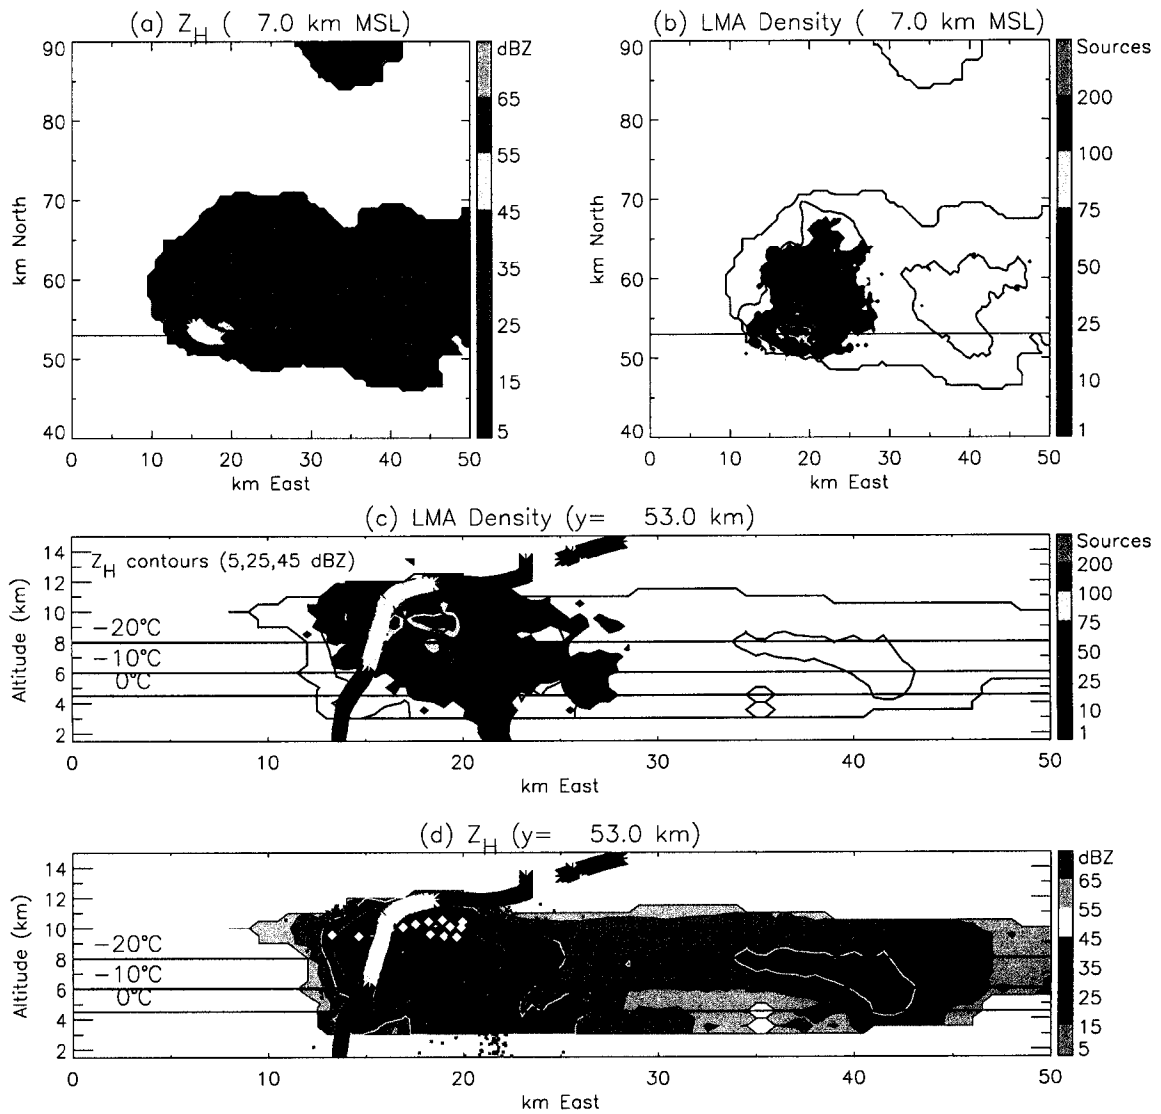 (a) Z_H ( 7.0 km MSL)
dBZ
65
55
45
35
25
15
5
90
80
70
60
50
40
km North
0 10 20 30 40 50
km East
(b) LMA Density ( 7.0 km MSL)
Sources
200
100
75
50
25
10
1
90
80
70
60
50
40
km North
0 10 20 30 40 50
km East
(c) LMA Density (y= 53.0 km)
Z_H contours (5,25,45 dBZ)
-20°C
-10°C
0°C
14
12
10
8
6
4
2
Altitude (km)
0 10 20 30 40 50
km East
Sources
200
100
75
50
25
10
1
(d) Z_H (y= 53.0 km)
-20°C
-10°C
0°C
14
12
10
8
6
4
2
Altitude (km)
0 10 20 30 40 50
km East
dBZ
65
55
45
35
25
15
5